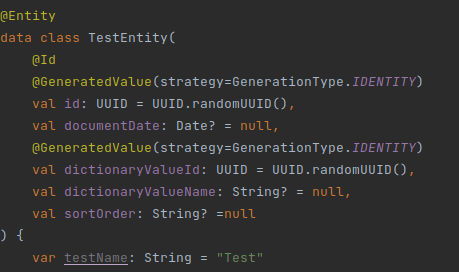 @Entity
data class TestEntity(
@Id
@GeneratedValue(strategy=GenerationType.IDENTITY)
val id: UUID = UUID.randomUUID(),
val documentDate: Date? = null,
@GeneratedValue(strategy=GenerationType.IDENTITY)
val dictionaryValueId: UUID = UUID.randomUUID(),
val dictionaryValueName: String? = null,
val sortOrder: String? =null
) {
var testName: String = "Test"